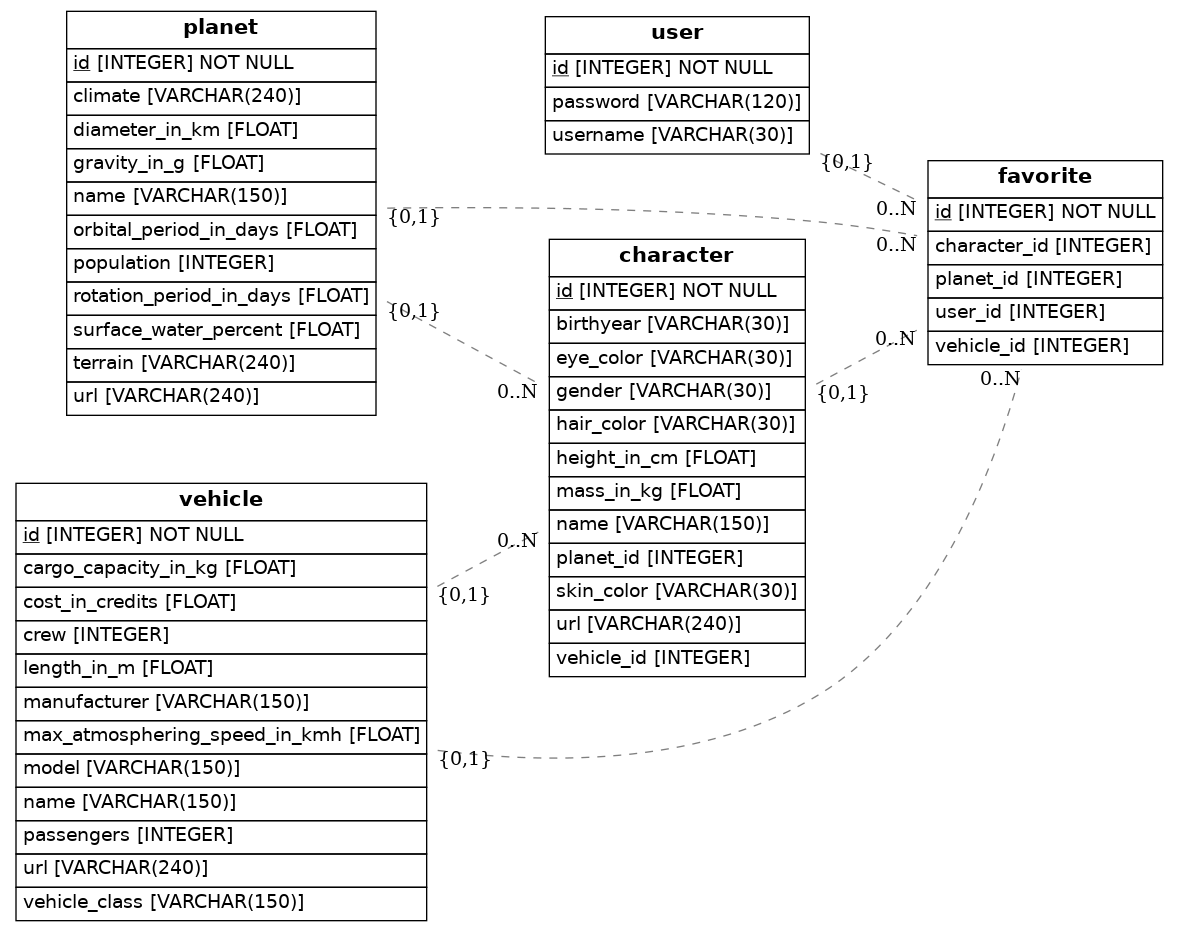 planet
id [INTEGER] NOT NULL
climate [VARCHAR(240)]
diameter_in_km [FLOAT]
gravity_in_g [FLOAT]
name [VARCHAR(150)]
orbital_period_in_days [FLOAT]
population [INTEGER]
rotation_period_in_days [FLOAT]
surface_water_percent [FLOAT]
terrain [VARCHAR(240)]
url [VARCHAR(240)]
user
id [INTEGER] NOT NULL
password [VARCHAR(120)]
username [VARCHAR(30)]
{0,1}
0..N
favorite
id [INTEGER] NOT NULL
character_id [INTEGER]
planet_id [INTEGER]
user_id [INTEGER]
vehicle_id [INTEGER]
{0,1}
0..N
{0,1}
0..N
character
id [INTEGER] NOT NULL
birthyear [VARCHAR(30)]
eye_color [VARCHAR(30)]
gender [VARCHAR(30)]
hair_color [VARCHAR(30)]
height_in_cm [FLOAT]
mass_in_kg [FLOAT]
name [VARCHAR(150)]
planet_id [INTEGER]
skin_color [VARCHAR(30)]
url [VARCHAR(240)]
vehicle_id [INTEGER]
0..N
{0,1}
0..N
vehicle
id [INTEGER] NOT NULL
cargo_capacity_in_kg [FLOAT]
cost_in_credits [FLOAT]
crew [INTEGER]
length_in_m [FLOAT]
manufacturer [VARCHAR(150)]
max_atmosphering_speed_in_kmh [FLOAT]
model [VARCHAR(150)]
name [VARCHAR(150)]
passengers [INTEGER]
url [VARCHAR(240)]
vehicle_class [VARCHAR(150)]
0..N
{0,1}
{0,1}